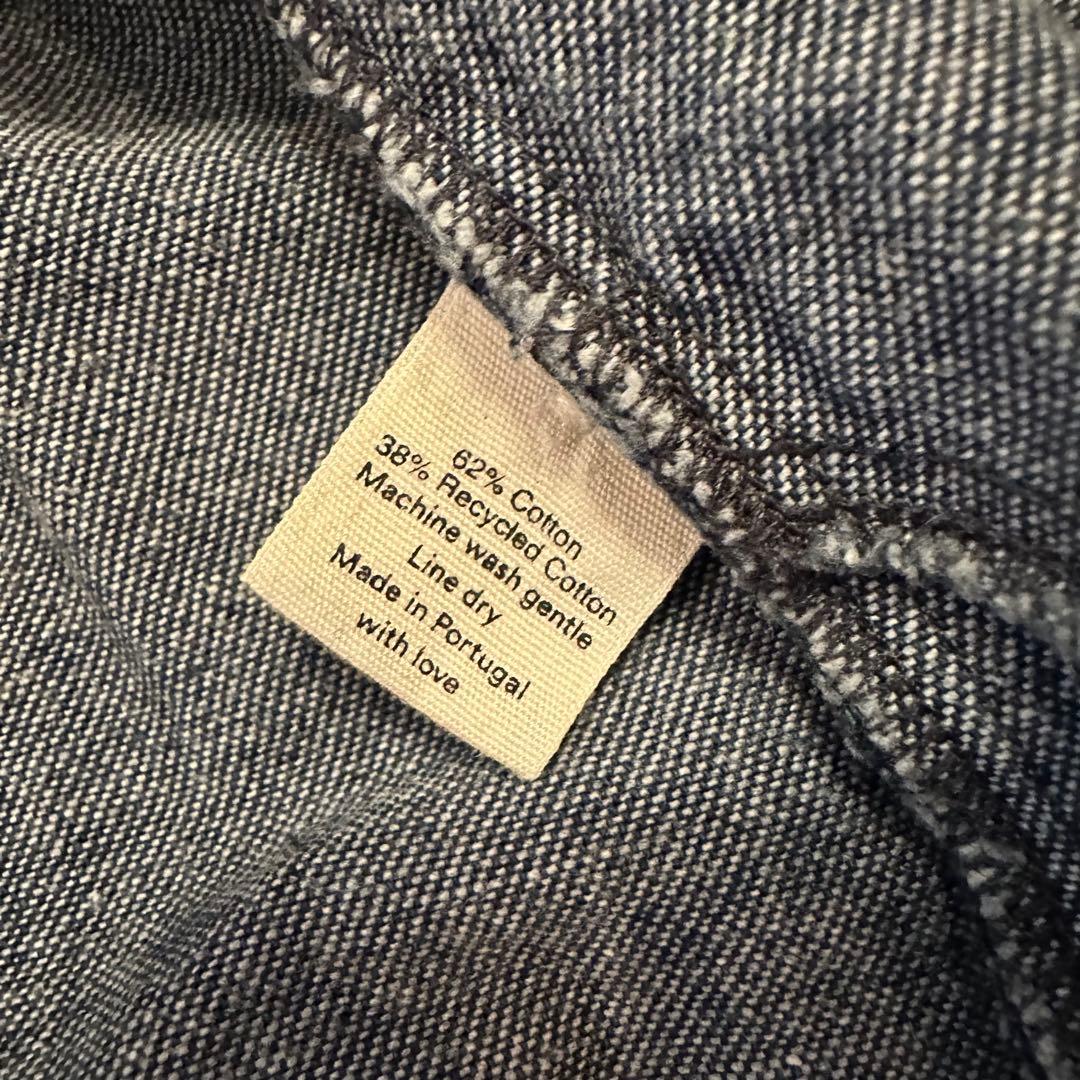 62% Cotton
38% Recycled Cotton
Machine wash gentle
Line dry
Made in Portugal
with love